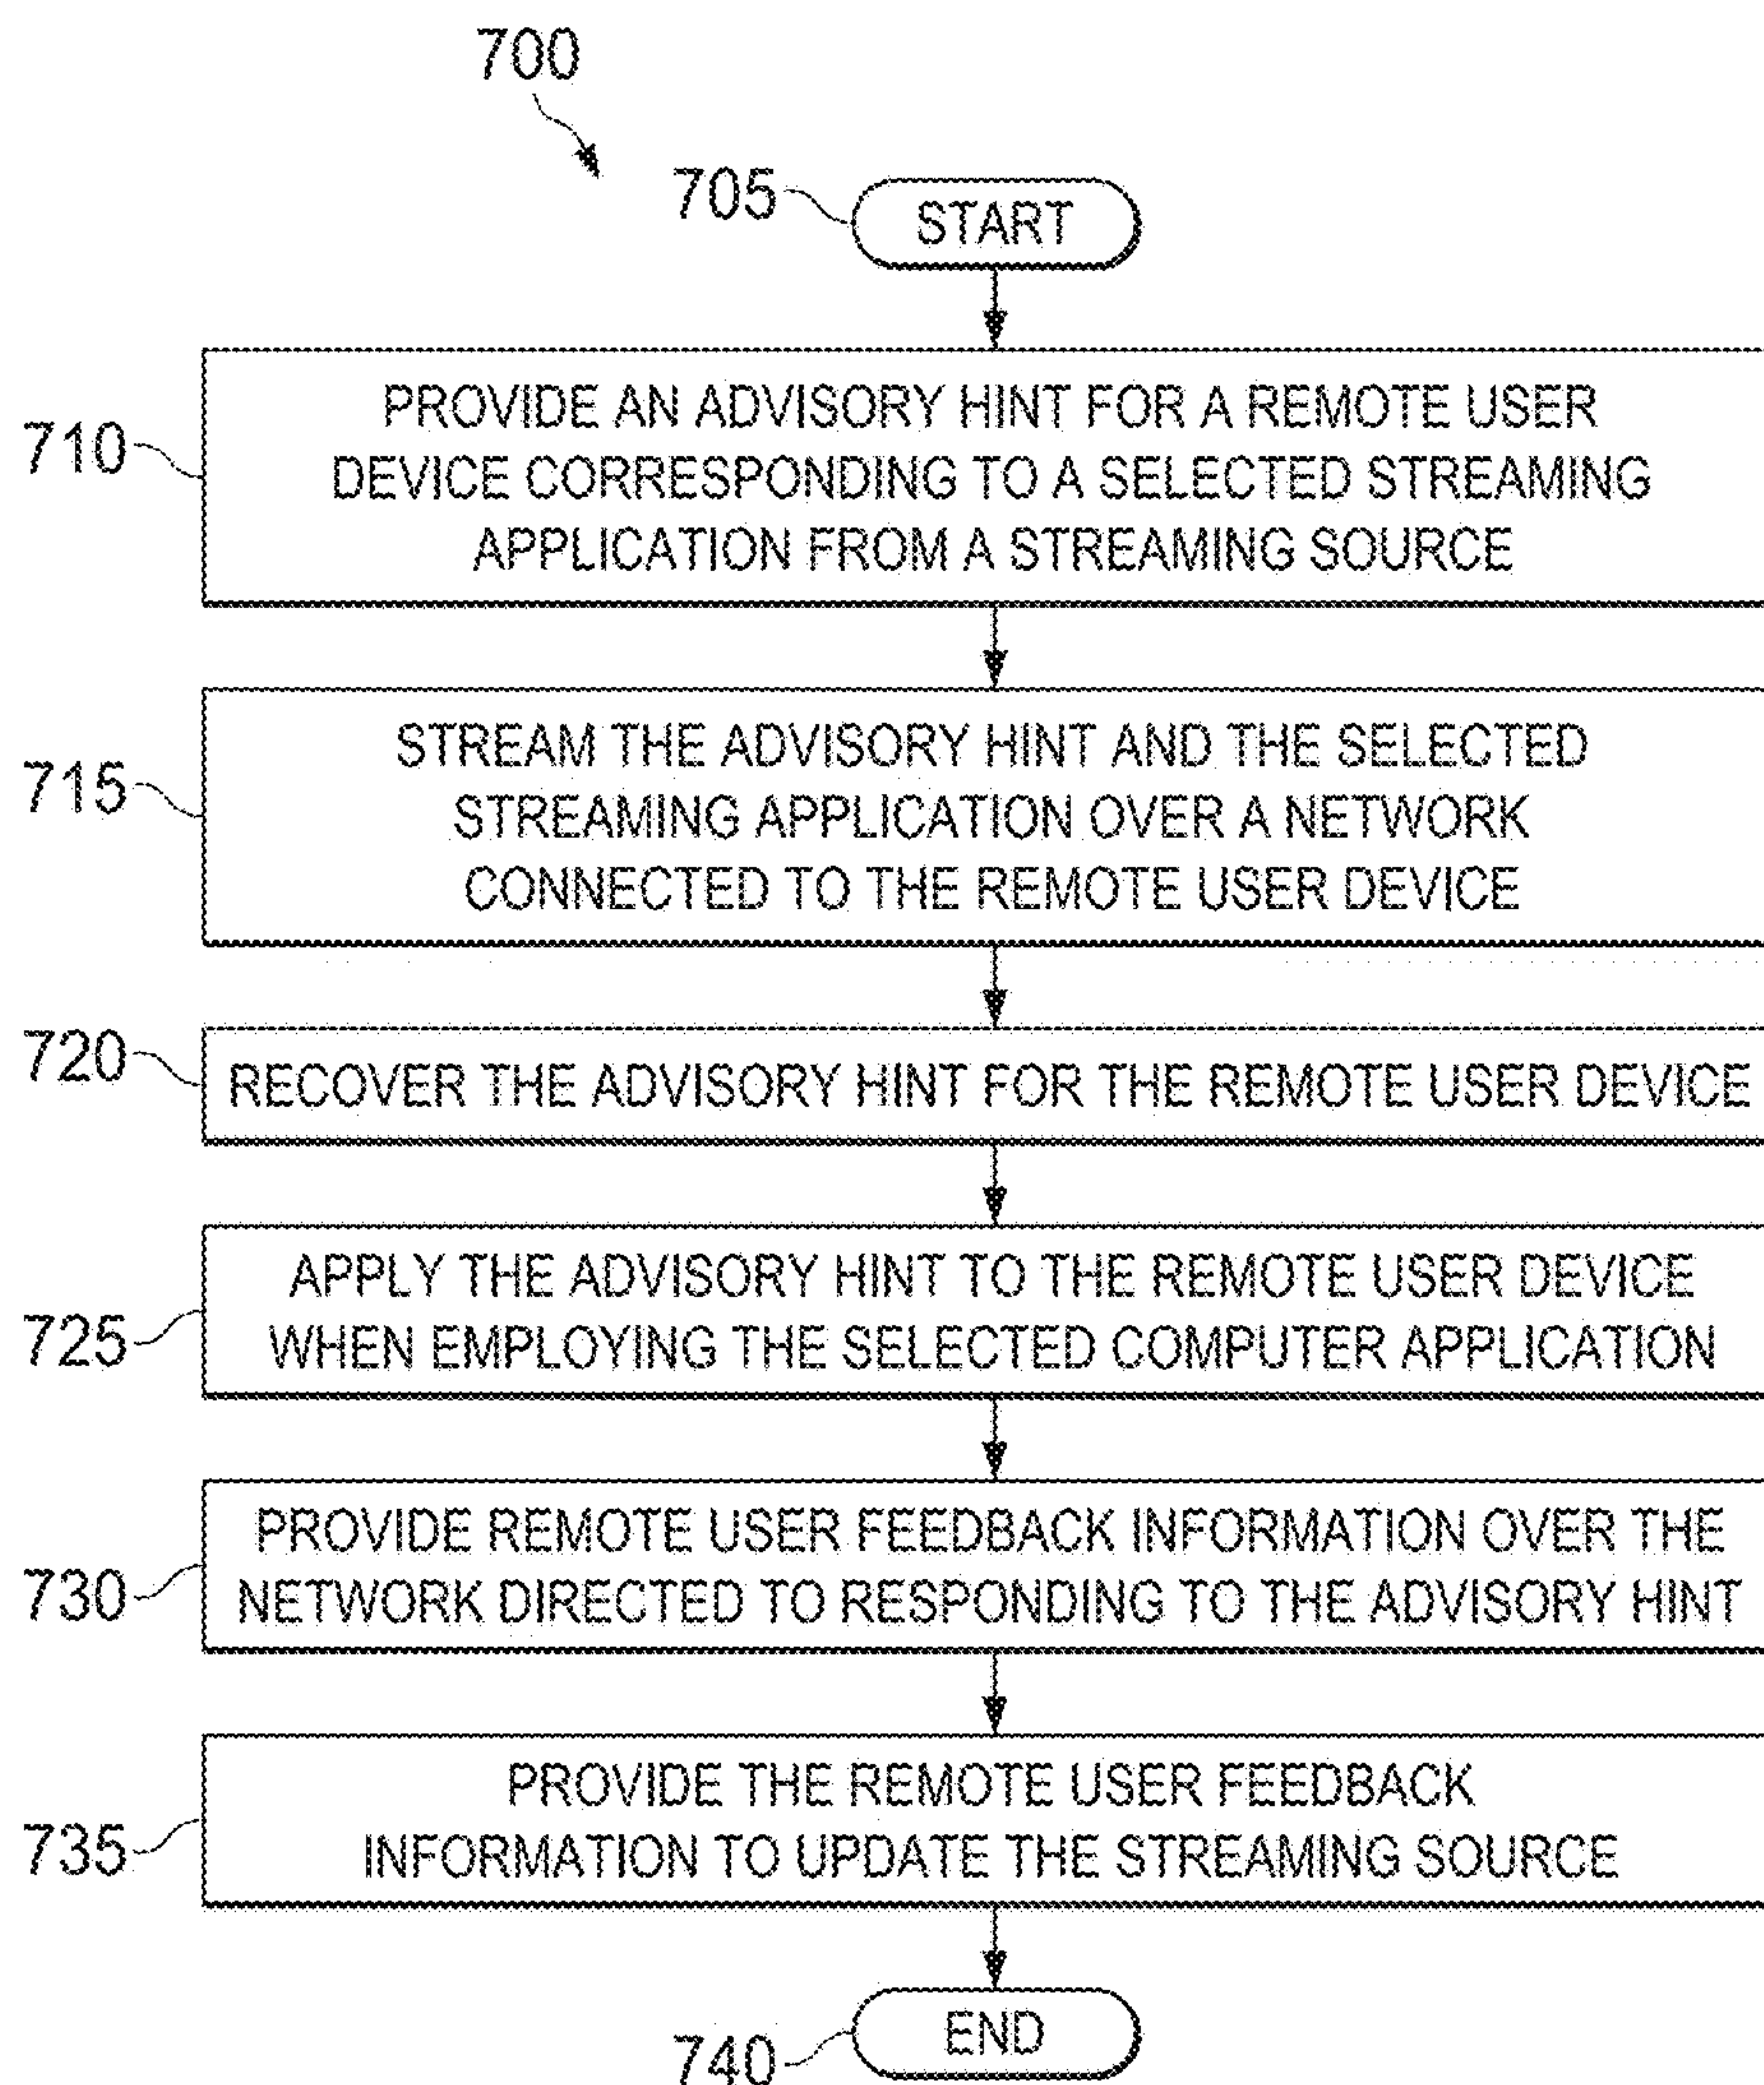 700
705
START
710
PROVIDE AN ADVISORY HINT FOR A REMOTE USER
DEVICE CORRESPONDING TO A SELECTED STREAMING
APPLICATION FROM A STREAMING SOURCE
715
STREAM THE ADVISORY HINT AND THE SELECTED
STREAMING APPLICATION OVER A NETWORK
CONNECTED TO THE REMOTE USER DEVICE
720
RECOVER THE ADVISORY HINT FOR THE REMOTE USER DEVICE
725
APPLY THE ADVISORY HINT TO THE REMOTE USER DEVICE
WHEN EMPLOYING THE SELECTED COMPUTER APPLICATION
730
PROVIDE REMOTE USER FEEDBACK INFORMATION OVER THE
NETWORK DIRECTED TO RESPONDING TO THE ADVISORY HINT
735
PROVIDE THE REMOTE USER FEEDBACK
INFORMATION TO UPDATE THE STREAMING SOURCE
740
END